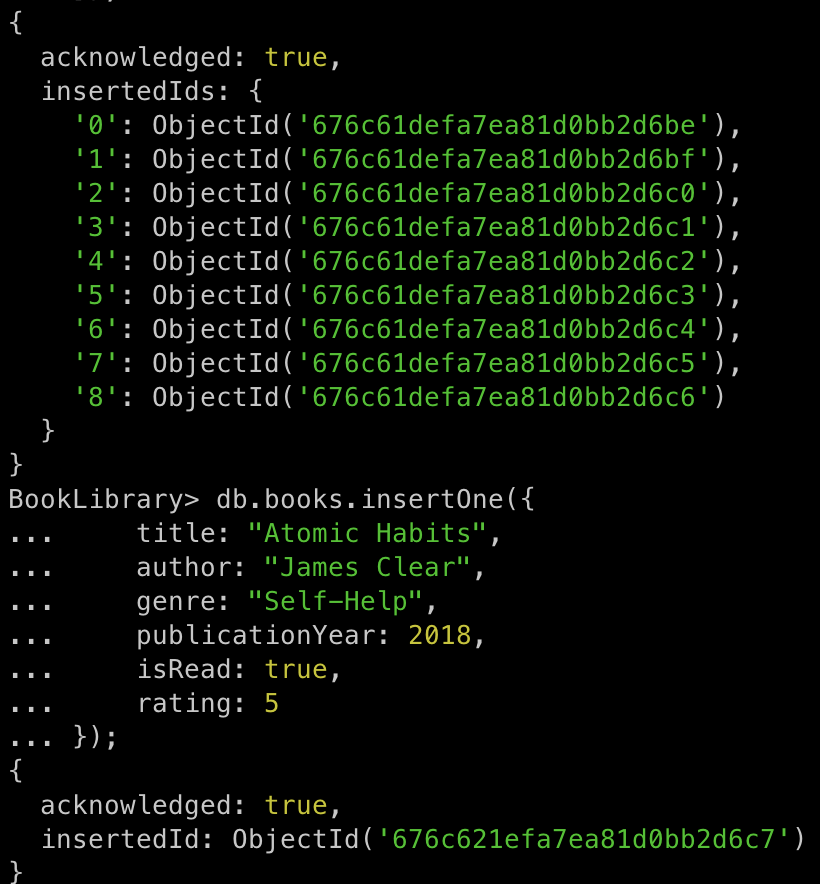 {
  acknowledged: true,
  insertedIds: {
    '0': ObjectId('676c61defa7ea81d0bb2d6be'),
    '1': ObjectId('676c61defa7ea81d0bb2d6bf'),
    '2': ObjectId('676c61defa7ea81d0bb2d6c0'),
    '3': ObjectId('676c61defa7ea81d0bb2d6c1'),
    '4': ObjectId('676c61defa7ea81d0bb2d6c2'),
    '5': ObjectId('676c61defa7ea81d0bb2d6c3'),
    '6': ObjectId('676c61defa7ea81d0bb2d6c4'),
    '7': ObjectId('676c61defa7ea81d0bb2d6c5'),
    '8': ObjectId('676c61defa7ea81d0bb2d6c6')
  }
}
BookLibrary> db.books.insertOne({
...     title: "Atomic Habits",
...     author: "James Clear",
...     genre: "Self-Help",
...     publicationYear: 2018,
...     isRead: true,
...     rating: 5
... });
{
  acknowledged: true,
  insertedId: ObjectId('676c621efa7ea81d0bb2d6c7')
}